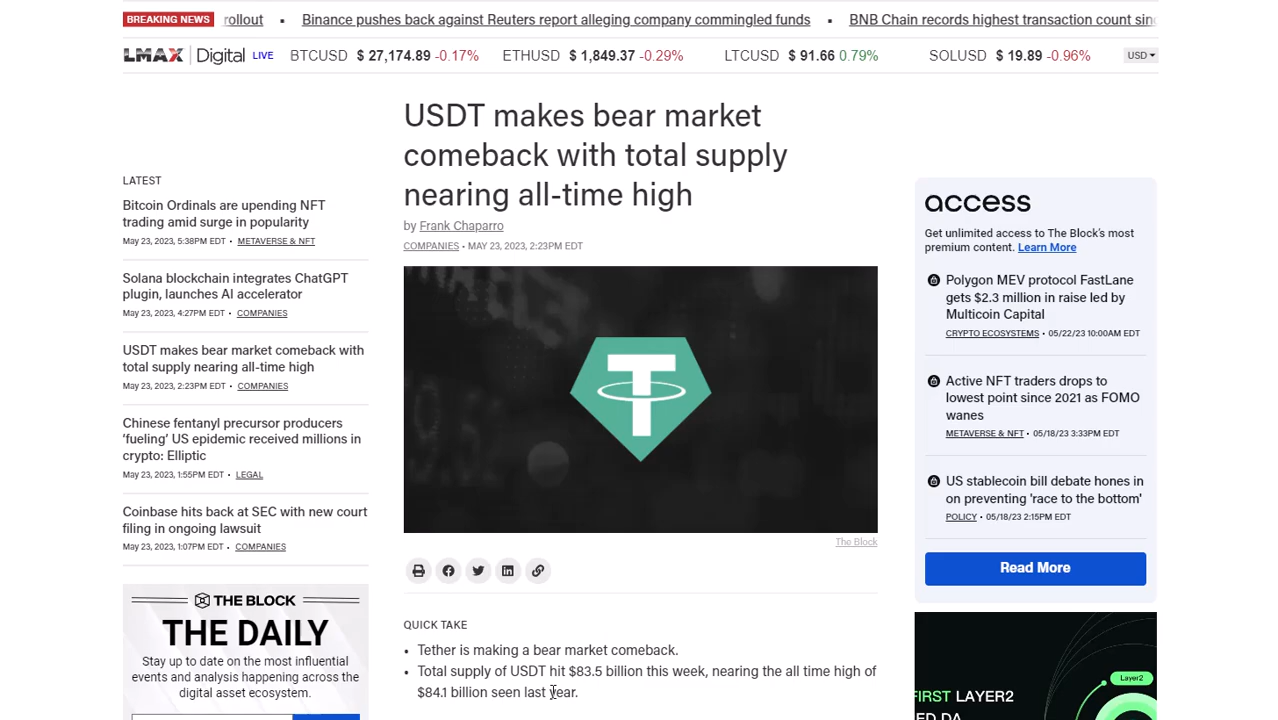 BREAKING NEWS
rollout • Binance pushes back against Reuters report alleging company commingled funds • BNB Chain records highest transaction count sin
LMAX Digital LIVE BTCUSD $ 27,174.89 -0.17% ETHUSD $ 1,849.37 -0.29% LTCUSD $ 91.66 0.79% SOLUSD $ 19.89 -0.96% USD
LATEST
Bitcoin Ordinals are upending NFT
trading amid surge in popularity
May 23, 2023, 5:38PM EDT • METAVERSE & NFT
Solana blockchain integrates ChatGPT
plugin, launches AI accelerator
May 23, 2023, 4:27PM EDT • COMPANIES
USDT makes bear market comeback with
total supply nearing all-time high
May 23, 2023, 2:23PM EDT • COMPANIES
Chinese fentanyl precursor producers
‘fueling’ US epidemic received millions in
crypto: Elliptic
May 23, 2023, 1:55PM EDT • LEGAL
Coinbase hits back at SEC with new court
filing in ongoing lawsuit
May 23, 2023, 1:07PM EDT • COMPANIES
THE BLOCK
THE DAILY
Stay up to date on the most influential
events and analysis happening across the
digital asset ecosystem.
USDT makes bear market
comeback with total supply
nearing all-time high
by Frank Chaparro
COMPANIES • MAY 23, 2023, 2:23PM EDT
The Block
QUICK TAKE
• Tether is making a bear market comeback.
• Total supply of USDT hit $83.5 billion this week, nearing the all time high of
$84.1 billion seen last year.
access
Get unlimited access to The Block's most
premium content. Learn More
Polygon MEV protocol FastLane
gets $2.3 million in raise led by
Multicoin Capital
CRYPTO ECOSYSTEMS • 05/22/23 10:00AM EDT
Active NFT traders drops to
lowest point since 2021 as FOMO
wanes
METAVERSE & NFT • 05/18/23 3:33PM EDT
US stablecoin bill debate hones in
on preventing 'race to the bottom'
POLICY • 05/18/23 2:15PM EDT
Read More
FIRST LAYER2
ED DA
Layer2